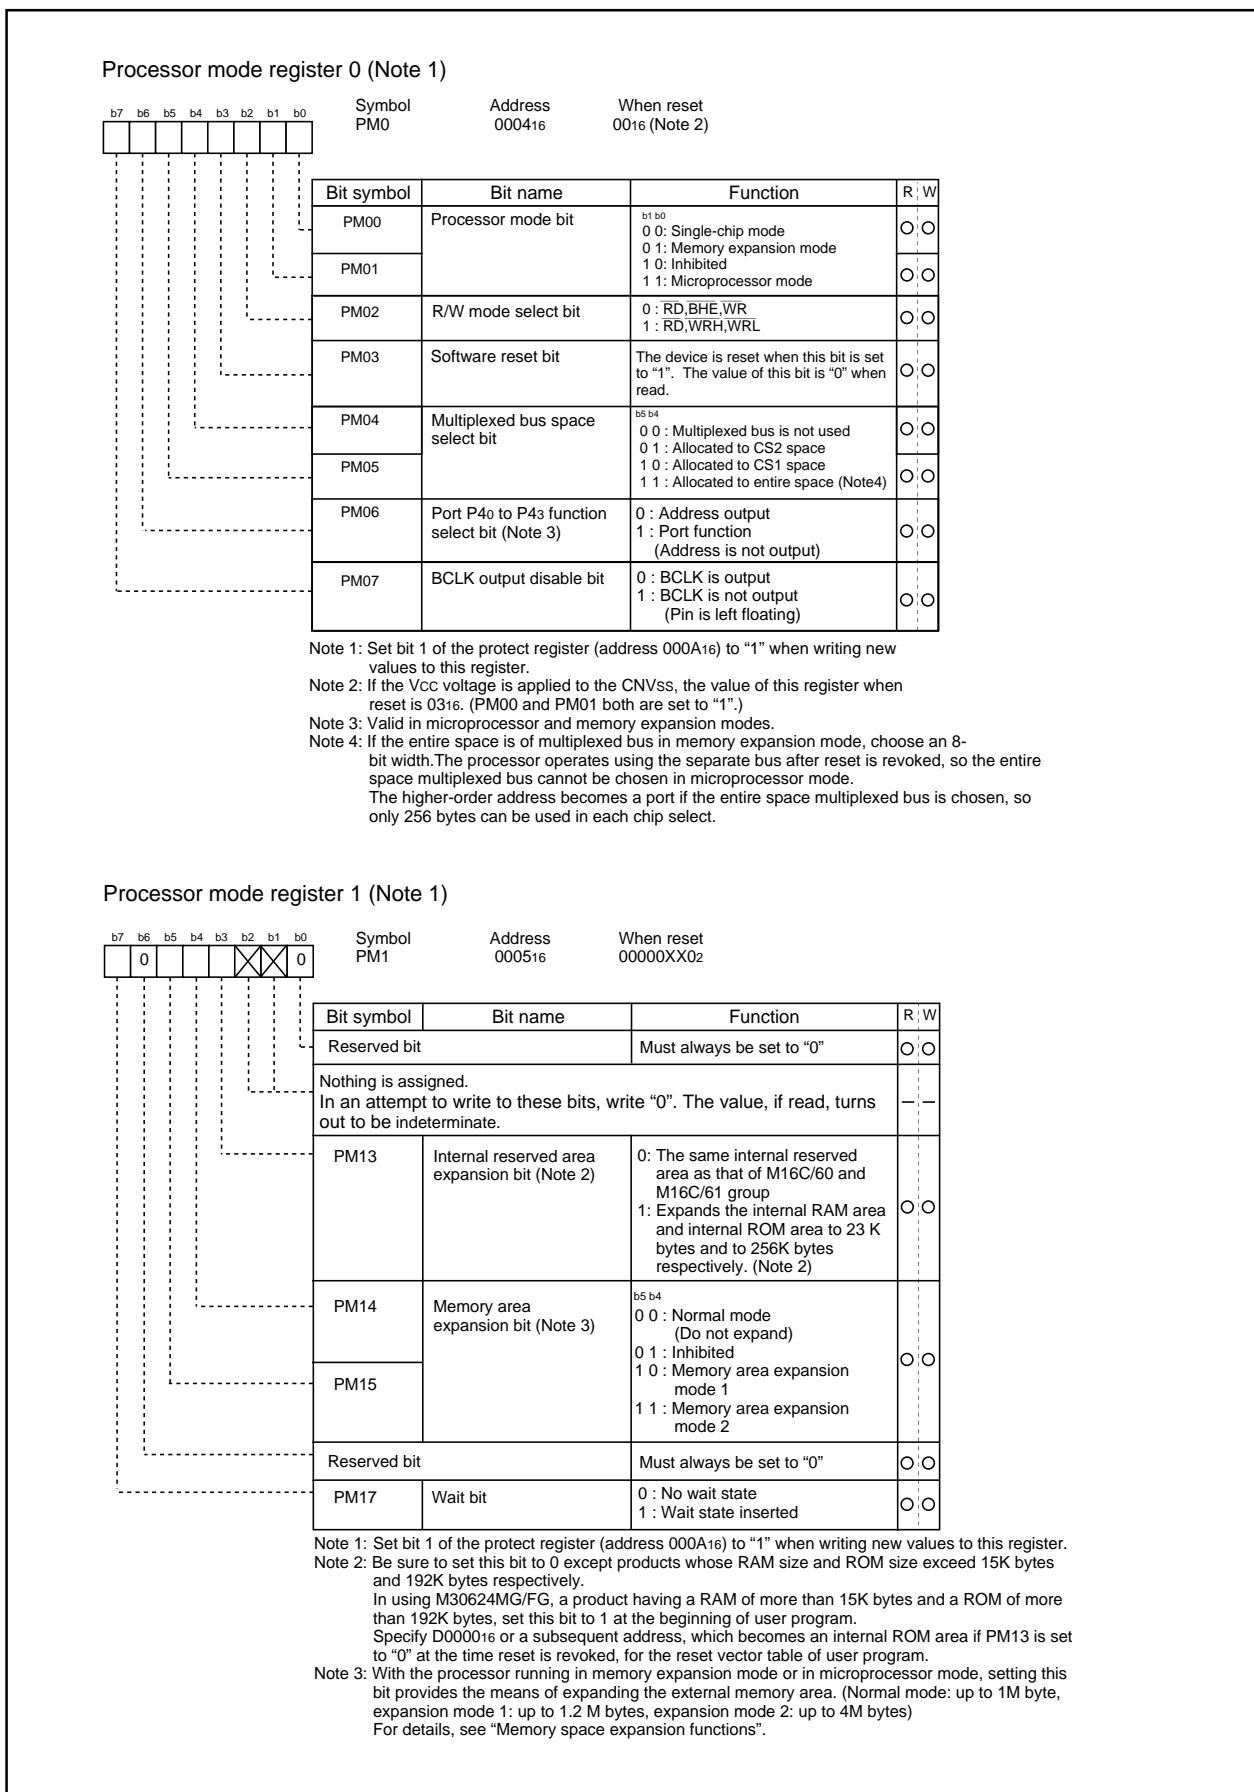 Processor mode register 0 (Note 1)
Symbol Address When reset
b7 b6 b5 b4 b3 b2 b1 b0
PM0 000416 0016 (Note 2)
Bit symbol Bit name Function R W
PM00 Processor mode bit
b1 b0
0 0: Single-chip mode
0 1: Memory expansion mode
PM01
1 0: Inhibited
1 1: Microprocessor mode
PM02 R/W mode select bit 0 : RD,BHE,WR
1 : RD,WRH,WRL
PM03 Software reset bit The device is reset when this bit is set
to “1”. The value of this bit is “0” when
read.
PM04 Multiplexed bus space
select bit
b5 b4
0 0 : Multiplexed bus is not used
0 1 : Allocated to CS2 space
PM05
1 0 : Allocated to CS1 space
1 1 : Allocated to entire space (Note4)
PM06 Port P40 to P43 function
select bit (Note 3)
0 : Address output
1 : Port function
(Address is not output)
PM07 BCLK output disable bit 0 : BCLK is output
1 : BCLK is not output
(Pin is left floating)
Note 1: Set bit 1 of the protect register (address 000A16) to “1” when writing new
values to this register.
Note 2: If the VCC voltage is applied to the CNVSS, the value of this register when
reset is 0316. (PM00 and PM01 both are set to “1”.)
Note 3: Valid in microprocessor and memory expansion modes.
Note 4: If the entire space is of multiplexed bus in memory expansion mode, choose an 8-
bit width.The processor operates using the separate bus after reset is revoked, so the entire
space multiplexed bus cannot be chosen in microprocessor mode.
The higher-order address becomes a port if the entire space multiplexed bus is chosen, so
only 256 bytes can be used in each chip select.
Processor mode register 1 (Note 1)
Symbol Address When reset
b7 b6 b5 b4 b3 b2 b1 b0
PM1 000516 00000XX02
0 0
Bit symbol Bit name Function R W
Reserved bit Must always be set to “0”
Nothing is assigned.
In an attempt to write to these bits, write “0”. The value, if read, turns
out to be indeterminate.
PM13 Internal reserved area
expansion bit (Note 2)
0: The same internal reserved
area as that of M16C/60 and
M16C/61 group
1: Expands the internal RAM area
and internal ROM area to 23 K
bytes and to 256K bytes
respectively. (Note 2)
PM14 Memory area
expansion bit (Note 3)
b5 b4
0 0 : Normal mode
(Do not expand)
0 1 : Inhibited
1 0 : Memory area expansion
mode 1
PM15
1 1 : Memory area expansion
mode 2
Reserved bit Must always be set to “0”
PM17 Wait bit 0 : No wait state
1 : Wait state inserted
Note 1: Set bit 1 of the protect register (address 000A16) to “1” when writing new values to this register.
Note 2: Be sure to set this bit to 0 except products whose RAM size and ROM size exceed 15K bytes
and 192K bytes respectively.
In using M30624MG/FG, a product having a RAM of more than 15K bytes and a ROM of more
than 192K bytes, set this bit to 1 at the beginning of user program.
Specify D000016 or a subsequent address, which becomes an internal ROM area if PM13 is set
to “0” at the time reset is revoked, for the reset vector table of user program.
Note 3: With the processor running in memory expansion mode or in microprocessor mode, setting this
bit provides the means of expanding the external memory area. (Normal mode: up to 1M byte,
expansion mode 1: up to 1.2 M bytes, expansion mode 2: up to 4M bytes)
For details, see “Memory space expansion functions”.